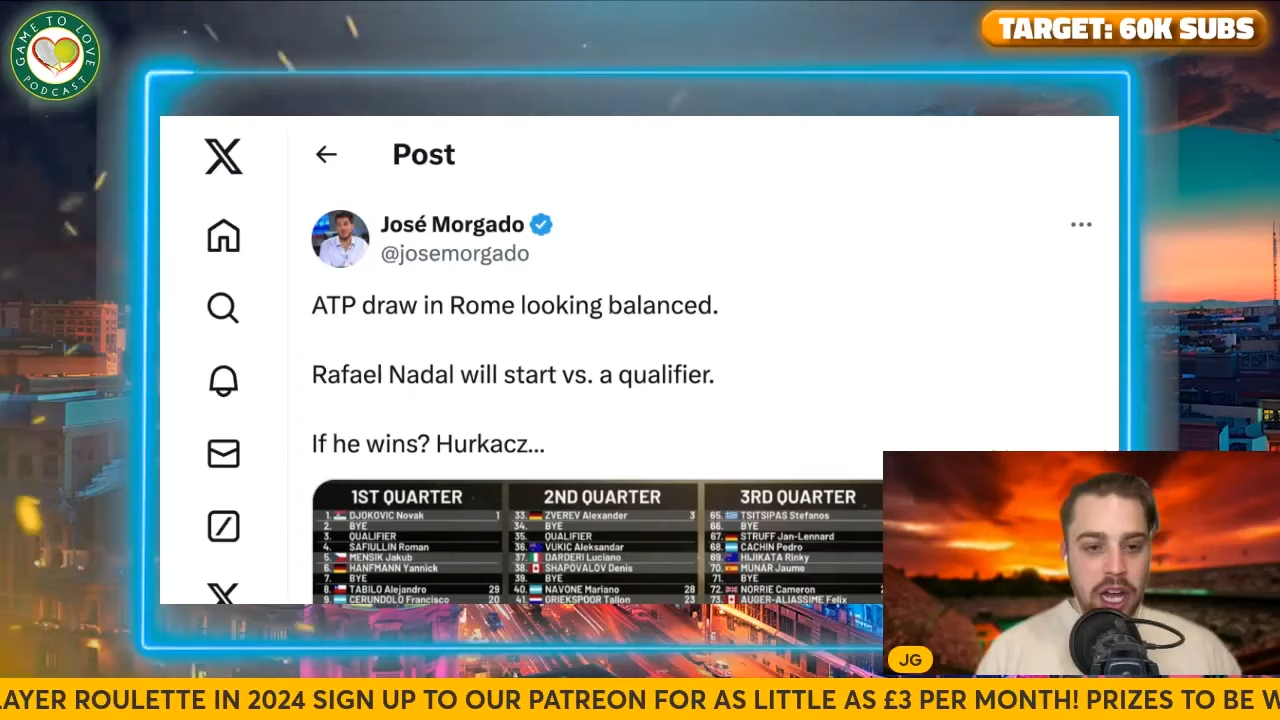 GAME TO LOVE
PODCAST
TARGET: 60K SUBS
Post
José Morgado
@josemorgado
ATP draw in Rome looking balanced.
Rafael Nadal will start vs. a qualifier.
If he wins? Hurkacz...
1ST QUARTER
1. DJOKOVIC Novak 1
2. BYE
3. QUALIFIER
4. SAFIULLIN Roman
5. MENSIK Jakub
6. HANFMANN Yannick
7. BYE
8. TABILO Alejandro 29
9. CERUNDOLO Francisco 20
2ND QUARTER
33. ZVEREV Alexander 3
34. BYE
35. QUALIFIER
36. VUKIC Aleksandar
37. DARDERI Luciano
38. SHAPOVALOV Denis
39. BYE
40. NAVONE Mariano 28
41. GRIEKSPOOR Tallon 23
3RD QUARTER
65. TSITSIPAS Stefanos
66. BYE
67. STRUFF Jan-Lennard
68. CACHIN Pedro
69. HIJIKATA Rinky
70. MUNAR Jaume
71. BYE
72. NORRIE Cameron
73. AUGER-ALIASSIME Felix
JG
LAYER ROULETTE IN 2024 SIGN UP TO OUR PATREON FOR AS LITTLE AS £3 PER MONTH! PRIZES TO BE W